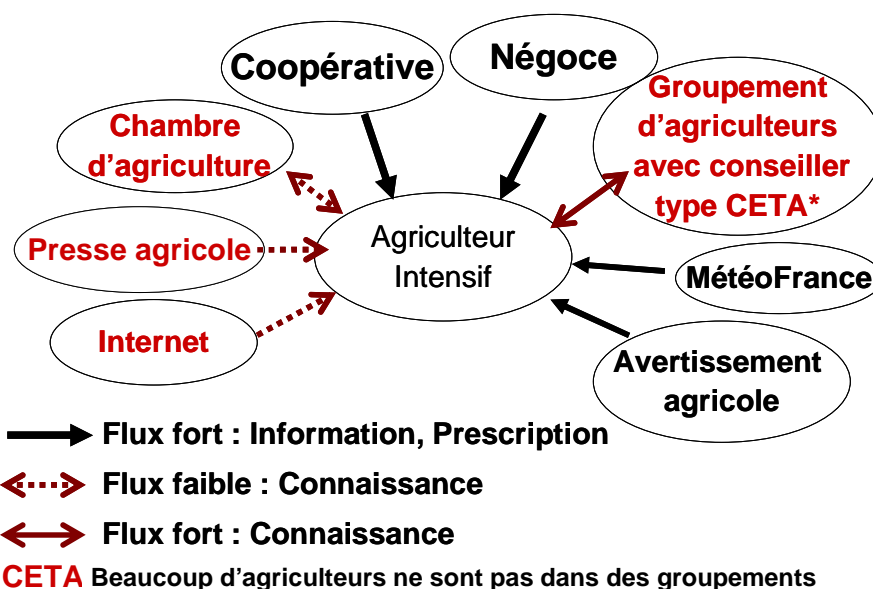 Coopérative
Négoce
Groupement
d'agriculteurs
avec conseiller
type CETA*
Chambre
d'agriculture
Presse agricole
Agriculteur
Intensif
MétéoFrance
Internet
Avertissement
agricole
Flux fort : Information, Prescription
Flux faible : Connaissance
Flux fort : Connaissance
CETA Beaucoup d'agriculteurs ne sont pas dans des groupements